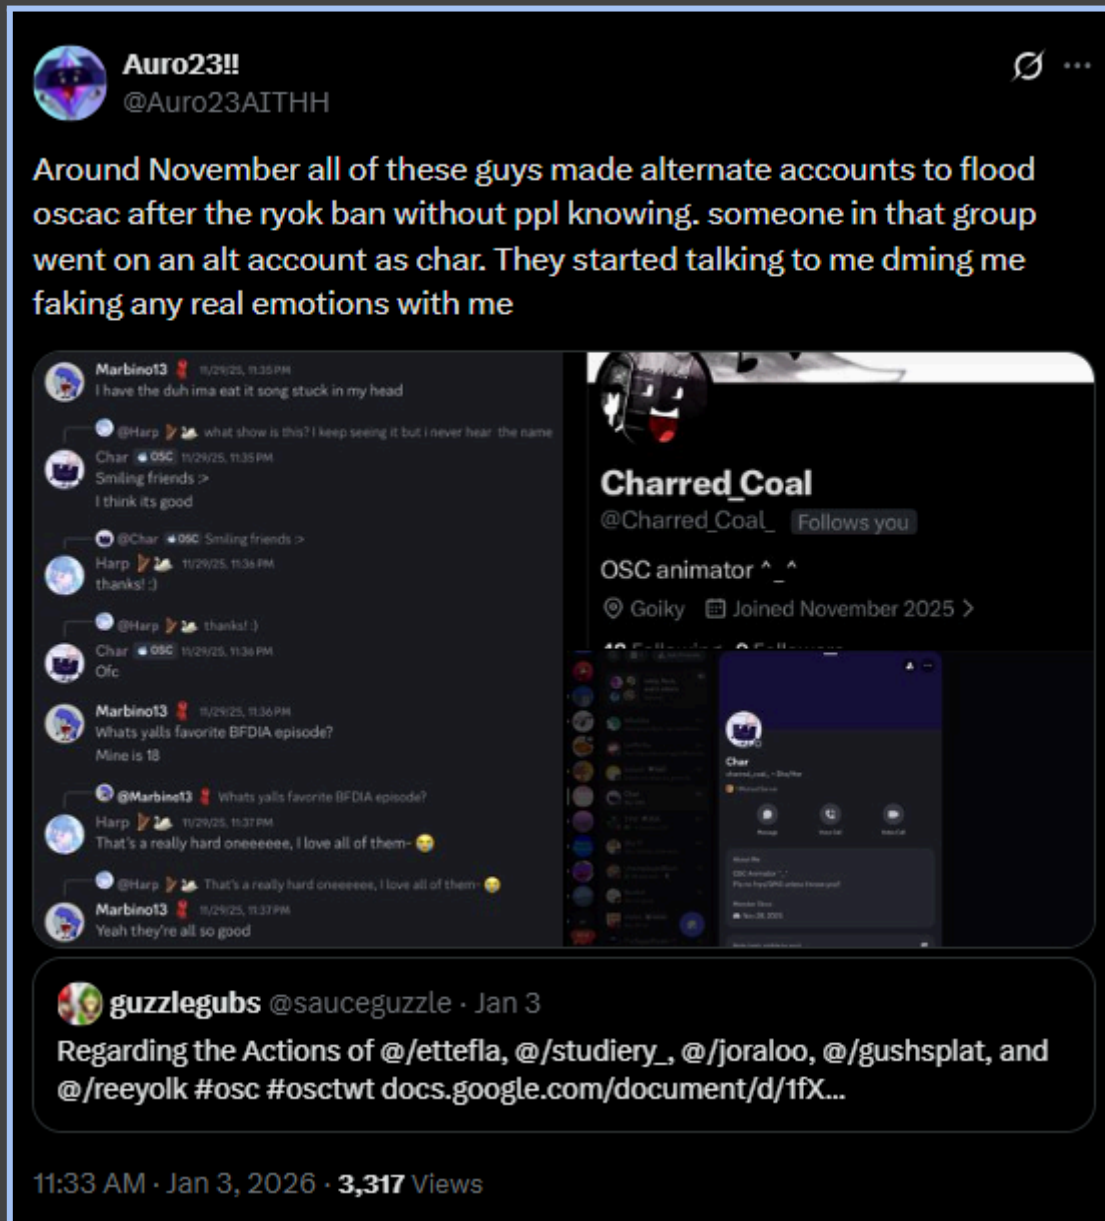 Auro23!!
@Auro23AITHH
Around November all of these guys made alternate accounts to flood
oscac after the ryok ban without ppl knowing. someone in that group
went on an alt account as char. They started talking to me dming me
faking any real emotions with me
Marbino13 11/29/25, 11:35 PM
I have the duh ima eat it song stuck in my head
@Harp what show is this? I keep seeing it but i never hear the name
Char OSC 11/29/25, 11:35 PM
Smiling friends :>
I think its good
@Char OSC Smiling friends :>
Harp 11/29/25, 11:36 PM
thanks! :)
@Harp thanks! :)
Char OSC 11/29/25, 11:36 PM
Ofc
Marbino13 11/29/25, 11:36 PM
Whats yalls favorite BFDIA episode?
Mine is 18
@Marbino13 Whats yalls favorite BFDIA episode?
Harp 11/29/25, 11:37 PM
That's a really hard oneeeeee, I love all of them- 😭
@Harp That's a really hard oneeeeee, I love all of them- 😭
Marbino13 11/29/25, 11:37 PM
Yeah they're all so good
Charred_Coal
@Charred_Coal_ Follows you
OSC animator ^_^
Goiky Joined November 2025 >
Char
Message
About Me
OSC Animator ^_^
guzzlegubs @sauceguzzle · Jan 3
Regarding the Actions of @/ettefla, @/studiery_, @/joraloo, @/gushsplat, and
@/reeyolk #osc #osctwt docs.google.com/document/d/1fX...
11:33 AM · Jan 3, 2026 · 3,317 Views